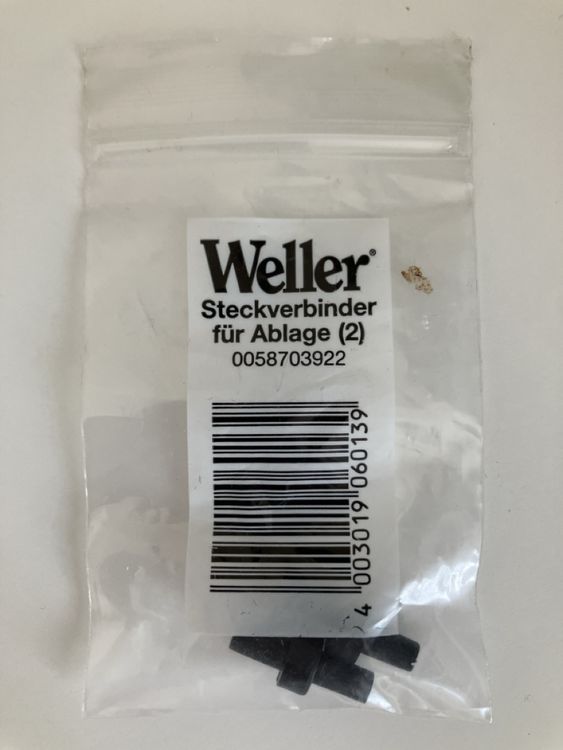 Weller®
Steckverbinder
für Ablage (2)
0058703922
4 003019 060139